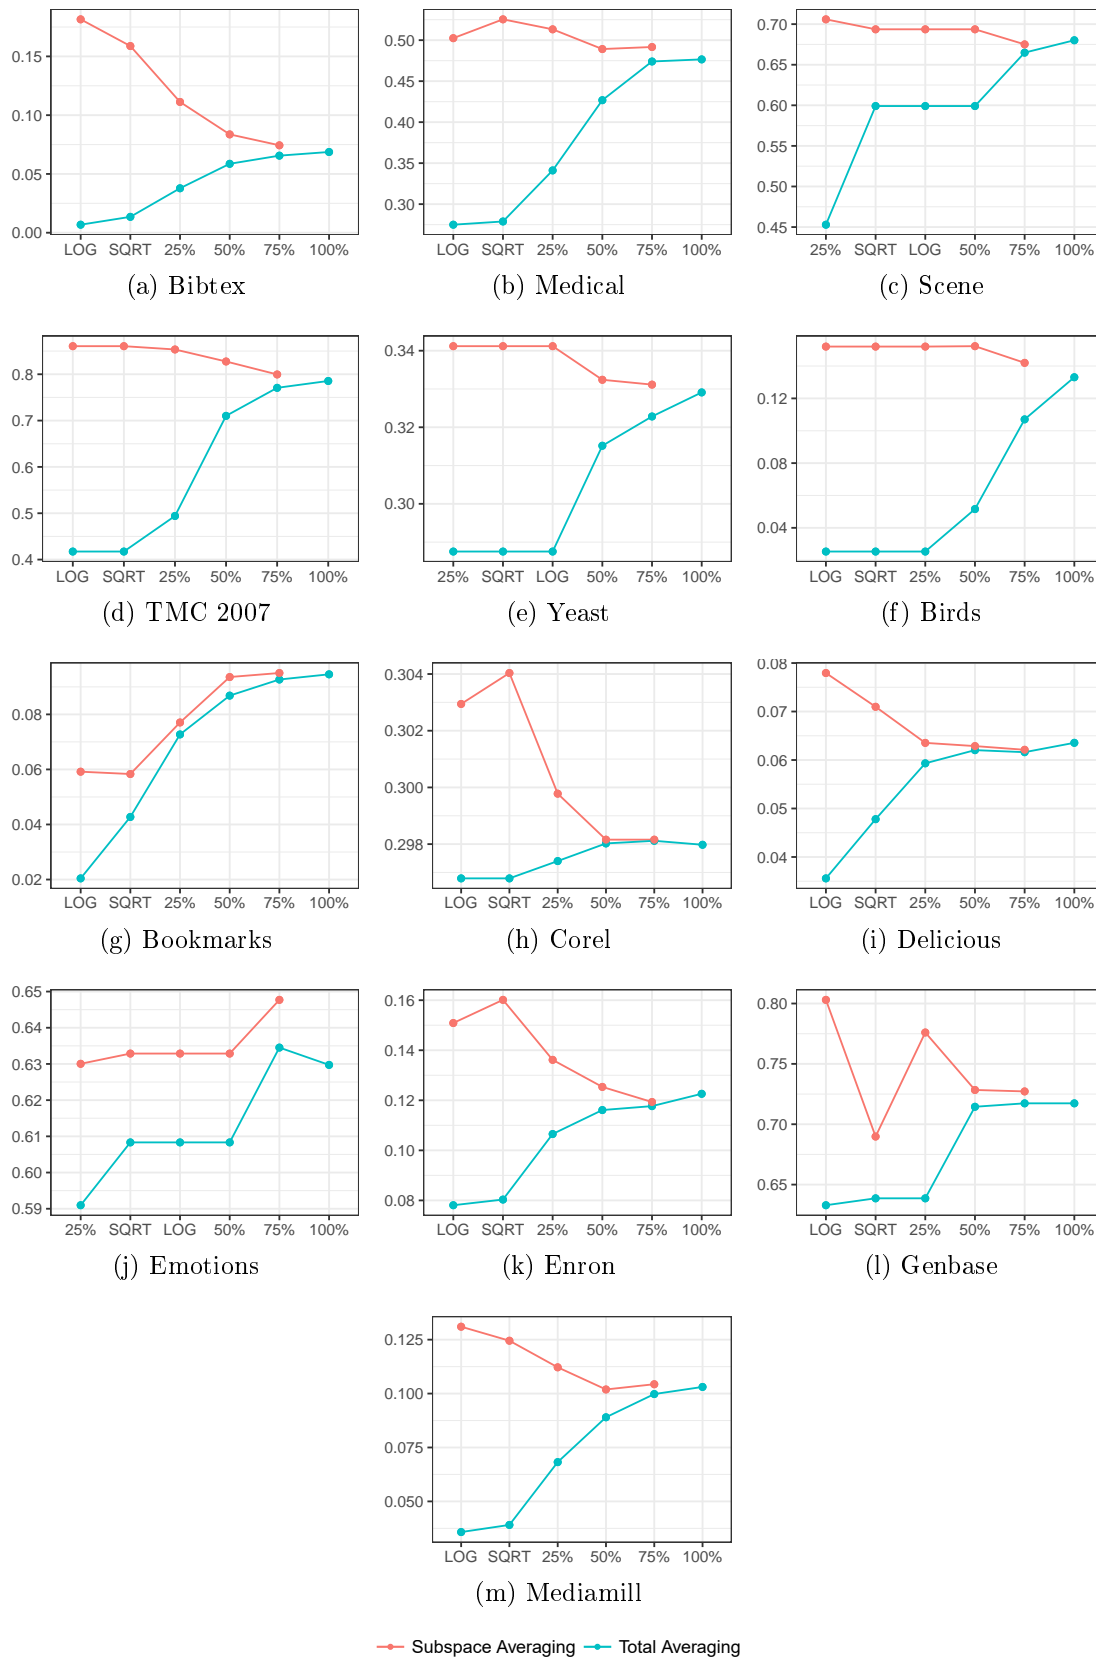 0.15
0.10
0.05
0.00
LOG SQRT 25% 50% 75% 100%
(a) Bibtex
0.50
0.45
0.40
0.35
0.30
LOG SQRT 25% 50% 75% 100%
(b) Medical
0.70
0.65
0.60
0.55
0.50
0.45
25% SQRT LOG 50% 75% 100%
(c) Scene
0.8
0.7
0.6
0.5
0.4
LOG SQRT 25% 50% 75% 100%
(d) TMC 2007
0.34
0.32
0.30
25% SQRT LOG 50% 75% 100%
(e) Yeast
0.12
0.08
0.04
LOG SQRT 25% 50% 75% 100%
(f) Birds
0.08
0.06
0.04
0.02
LOG SQRT 25% 50% 75% 100%
(g) Bookmarks
0.304
0.302
0.300
0.298
LOG SQRT 25% 50% 75% 100%
(h) Corel
0.08
0.07
0.06
0.05
0.04
LOG SQRT 25% 50% 75% 100%
(i) Delicious
0.65
0.64
0.63
0.62
0.61
0.60
0.59
25% SQRT LOG 50% 75% 100%
(j) Emotions
0.16
0.14
0.12
0.10
0.08
LOG SQRT 25% 50% 75% 100%
(k) Enron
0.80
0.75
0.70
0.65
LOG SQRT 25% 50% 75% 100%
(l) Genbase
0.125
0.100
0.075
0.050
LOG SQRT 25% 50% 75% 100%
(m) Mediamill
Subspace Averaging Total Averaging